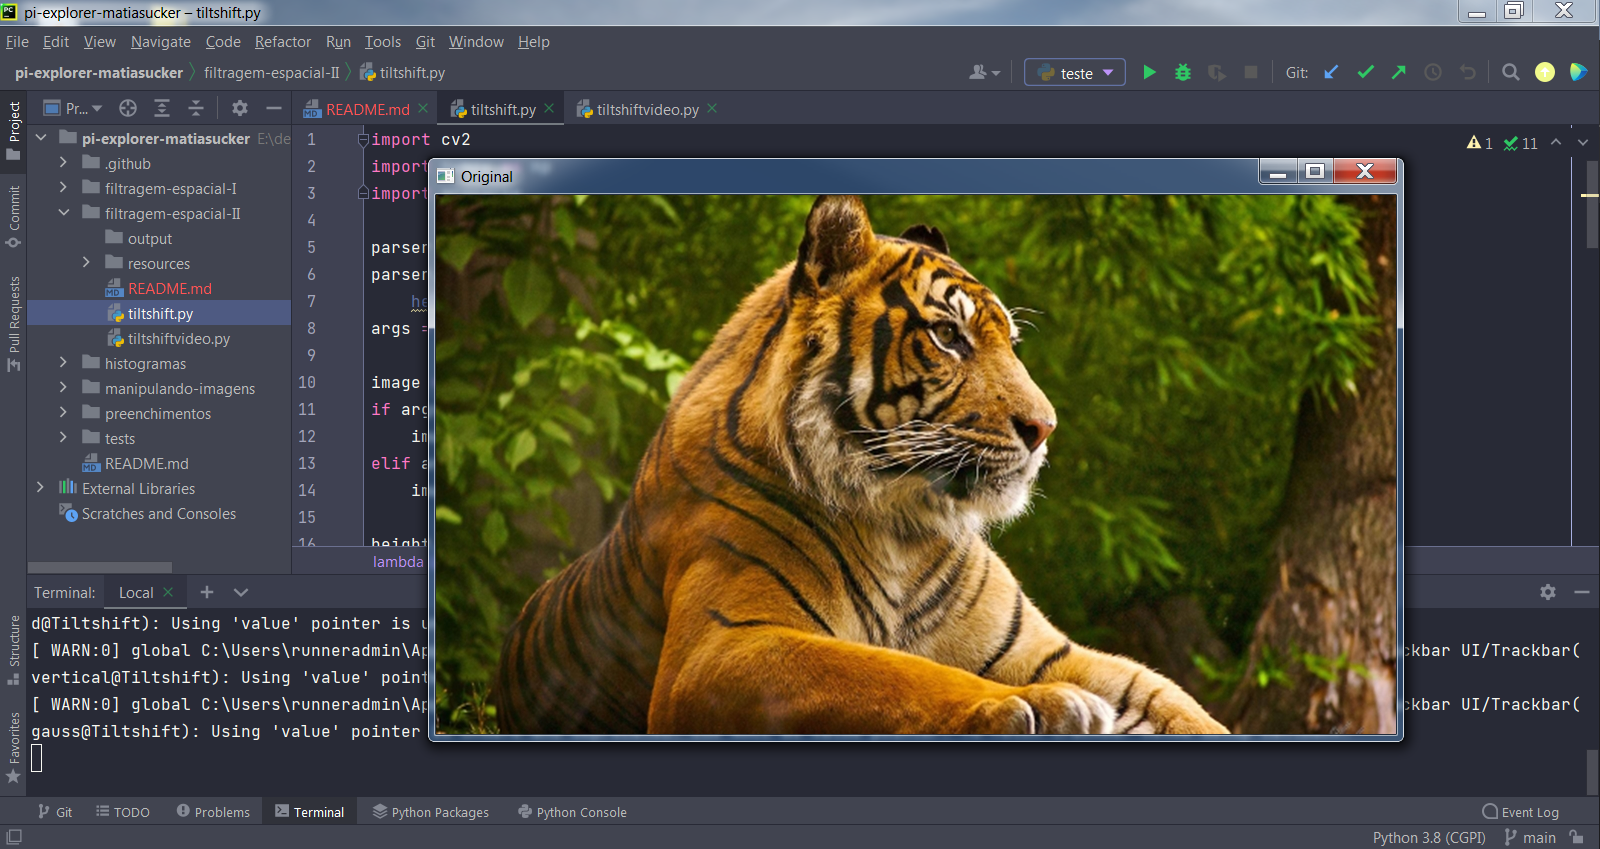 pi-explorer-matiasucker – tiltshift.py
File Edit View Navigate Code Refactor Run Tools Git Window Help
pi-explorer-matiasucker filtragem-espacial-II tiltshift.py
teste
Git:
Project
Pr...
README.md
tiltshift.py
tiltshiftvideo.py
pi-explorer-matiasucker E:\de
.github
filtragem-espacial-I
filtragem-espacial-II
output
resources
README.md
tiltshift.py
tiltshiftvideo.py
histogramas
manipulando-imagens
preenchimentos
tests
README.md
External Libraries
Scratches and Consoles
Commit
Pull Requests
Structure
Favorites
1 import cv2
2 import
3 import
4
5 parser
6 parser
7 he
8 args =
9
10 image
11 if arg
12 im
13 elif a
14 im
15
16 height
lambda
1 11
Original
Terminal: Local
d@Tiltshift): Using 'value' pointer is u
[ WARN:0] global C:\Users\runneradmin\Ap ckbar UI/Trackbar(
vertical@Tiltshift): Using 'value' point
[ WARN:0] global C:\Users\runneradmin\Ap ckbar UI/Trackbar(
gauss@Tiltshift): Using 'value' pointer
Git TODO Problems Terminal Python Packages Python Console Event Log
Python 3.8 (CGPI) main